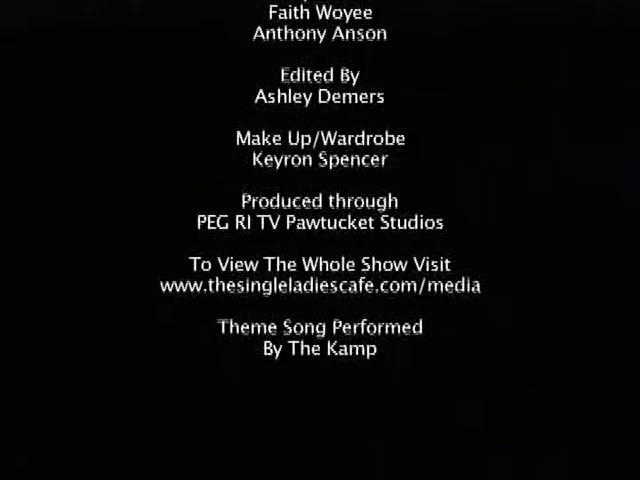 Faith Woyee
Anthony Anson
Edited By
Ashley Demers
Make Up/Wardrobe
Keyron Spencer
Produced through
PEG RI TV Pawtucket Studios
To View The Whole Show Visit
www.thesingleladiescafe.com/media
Theme Song Performed
By The Kamp